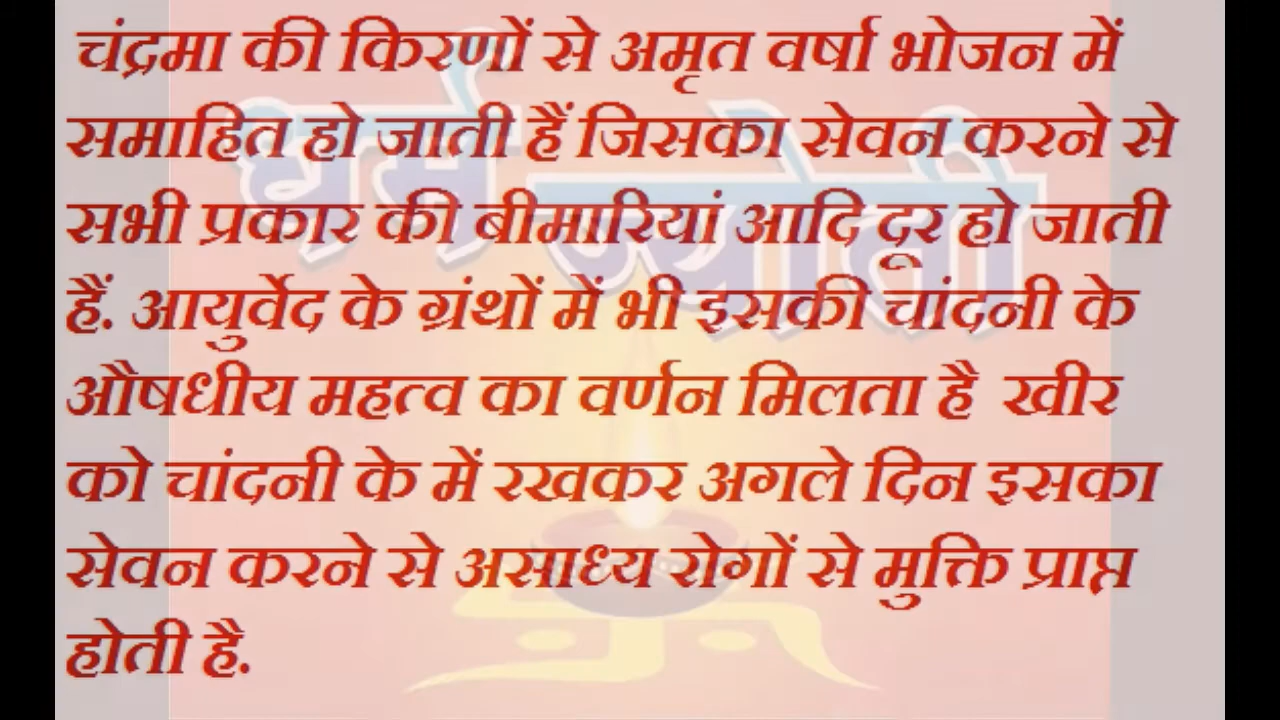 चंद्रमा की किरणों से अमृत वर्षा भोजन में
समाहित हो जाती हैं जिसका सेवन करने से
सभी प्रकार की बीमारियां आदि दूर हो जाती
हैं. आयुर्वेद के ग्रंथों में भी इसकी चांदनी के
औषधीय महत्व का वर्णन मिलता है खीर
को चांदनी के में रखकर अगले दिन इसका
सेवन करने से असाध्य रोगों से मुक्ति प्राप्त
होती है.
धर्म ज्योती